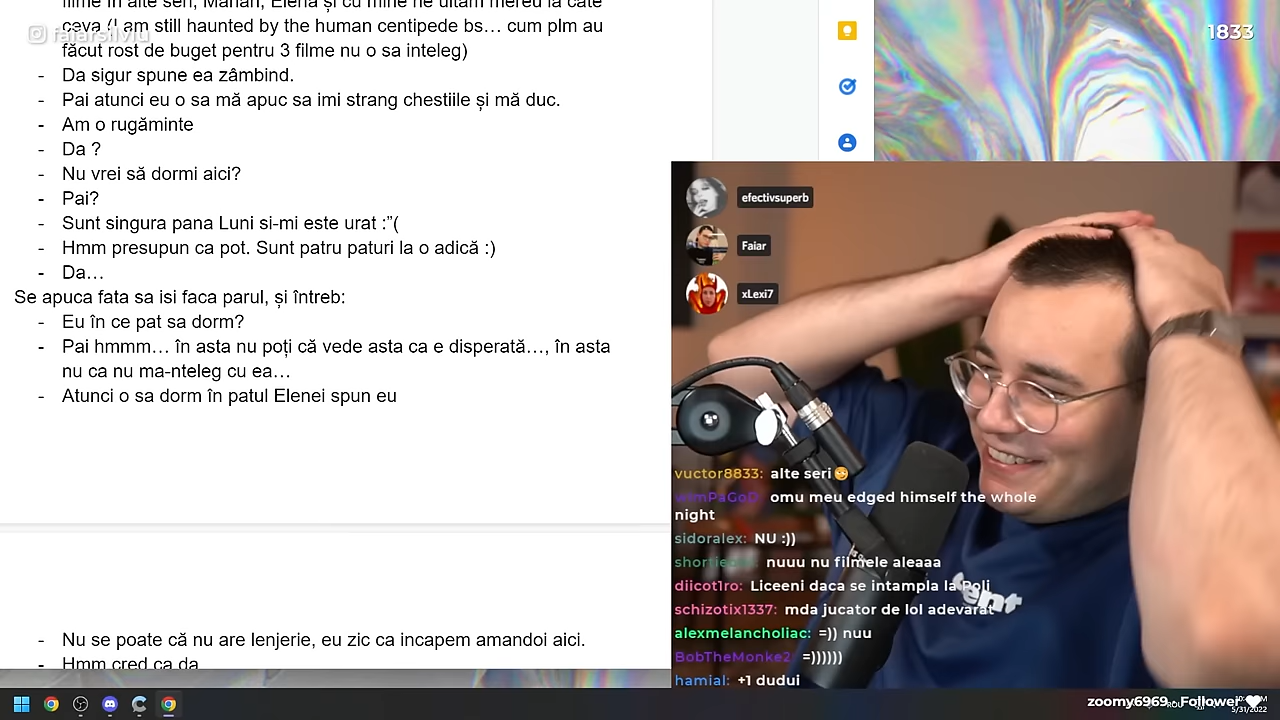 filme în alte seri, Marian, Elena și cu mine ne uitam mereu la cate
ceva (I am still haunted by the human centipede bs… cum plm au
făcut rost de buget pentru 3 filme nu o sa inteleg)
- Da sigur spune ea zâmbind.
- Pai atunci eu o sa mă apuc sa imi strang chestiile și mă duc.
- Am o rugăminte
- Da ?
- Nu vrei să dormi aici?
- Pai?
- Sunt singura pana Luni si-mi este urat :”(
- Hmm presupun ca pot. Sunt patru paturi la o adică :)
- Da…
Se apuca fata sa isi faca parul, și întreb:
- Eu în ce pat sa dorm?
- Pai hmmm… în asta nu poți că vede asta ca e disperată…, în asta
nu ca nu ma-nteleg cu ea…
- Atunci o sa dorm în patul Elenei spun eu
- Nu se poate că nu are lenjerie, eu zic ca incapem amandoi aici.
- Hmm cred ca da
faiarsilviu
1833
efectivsuperb
Faiar
xLexi7
vuctor8833: alte seri
omu meu edged himself the whole
night
sidoralex: NU :))
nuuu nu filmele aleaaa
diicot1ro: Liceeni daca se intampla la Poli
schizotix1337: mda jucator de lol adevarat
alexmelancholiac: =)) nuu
BobTheMonke2: =))))))
hamial: +1 dudui
zoomy6969 - Follower
ROU
5/31/2022